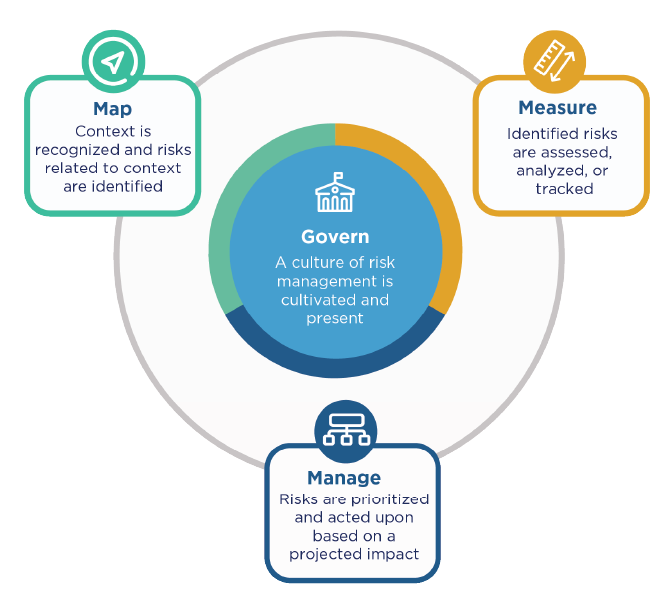 Map
Context is
recognized and risks
related to context
are identified
Measure
Identified risks
are assessed,
analyzed, or
tracked
Govern
A culture of risk
management is
cultivated and
present
Manage
Risks are prioritized
and acted upon
based on a
projected impact